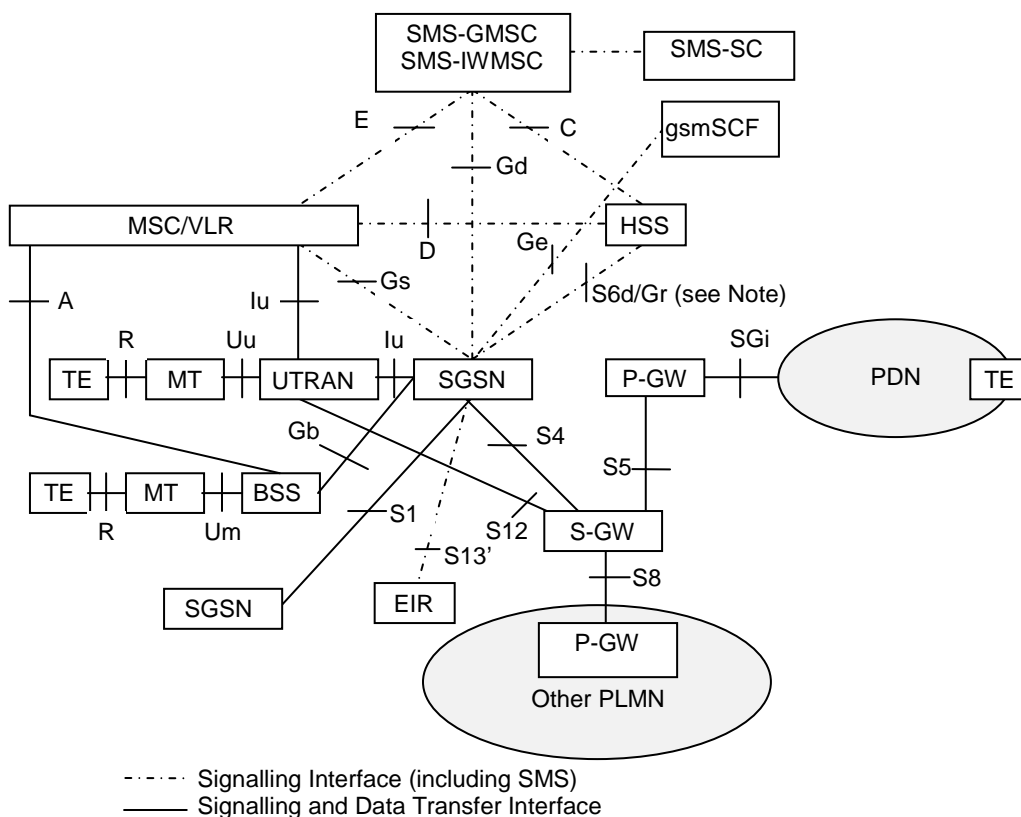 SMS-GMSC
SMS-IWMSC
SMS-SC
E
C
gsmSCF
Gd
MSC/VLR
D
HSS
Ge
Gs
S6d/Gr (see Note)
A
Iu
R
Uu
Iu
SGi
TE
MT
UTRAN
SGSN
P-GW
PDN
TE
Gb
S4
S5
TE
MT
BSS
R
Um
S1
S12
S-GW
S13’
S8
SGSN
EIR
P-GW
Other PLMN
Signalling Interface (including SMS)
Signalling and Data Transfer Interface